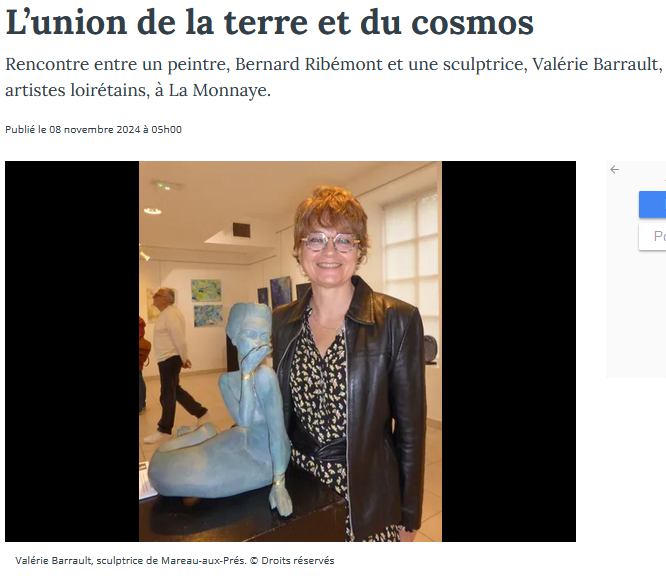 L’union de la terre et du cosmos
Rencontre entre un peintre, Bernard Ribémont et une sculptrice, Valérie Barrault,
artistes loirétains, à La Monnaye.
Publié le 08 novembre 2024 à 05h00
Valérie Barrault, sculptrice de Mareau-aux-Prés. © Droits réservés